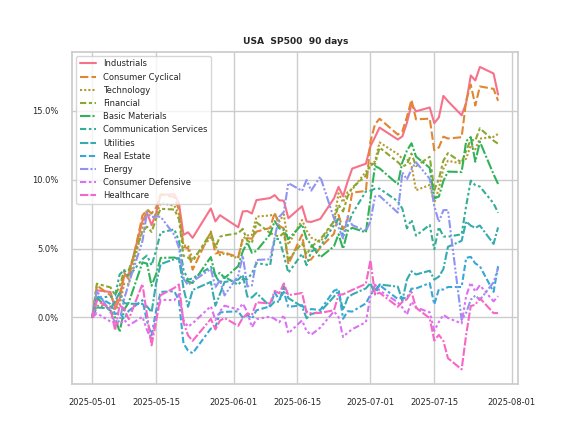 USA SP500 90 days
Industrials
Consumer Cyclical
Technology
Financial
Basic Materials
Communication Services
Utilities
Real Estate
Energy
Consumer Defensive
Healthcare
15.0%
10.0%
5.0%
0.0%
2025-05-01 2025-05-15 2025-06-01 2025-06-15 2025-07-01 2025-07-15 2025-08-01